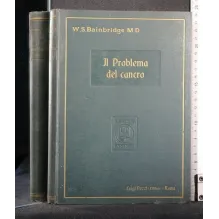 W.S. Bainbridge M.D
Il Problema
del cancro